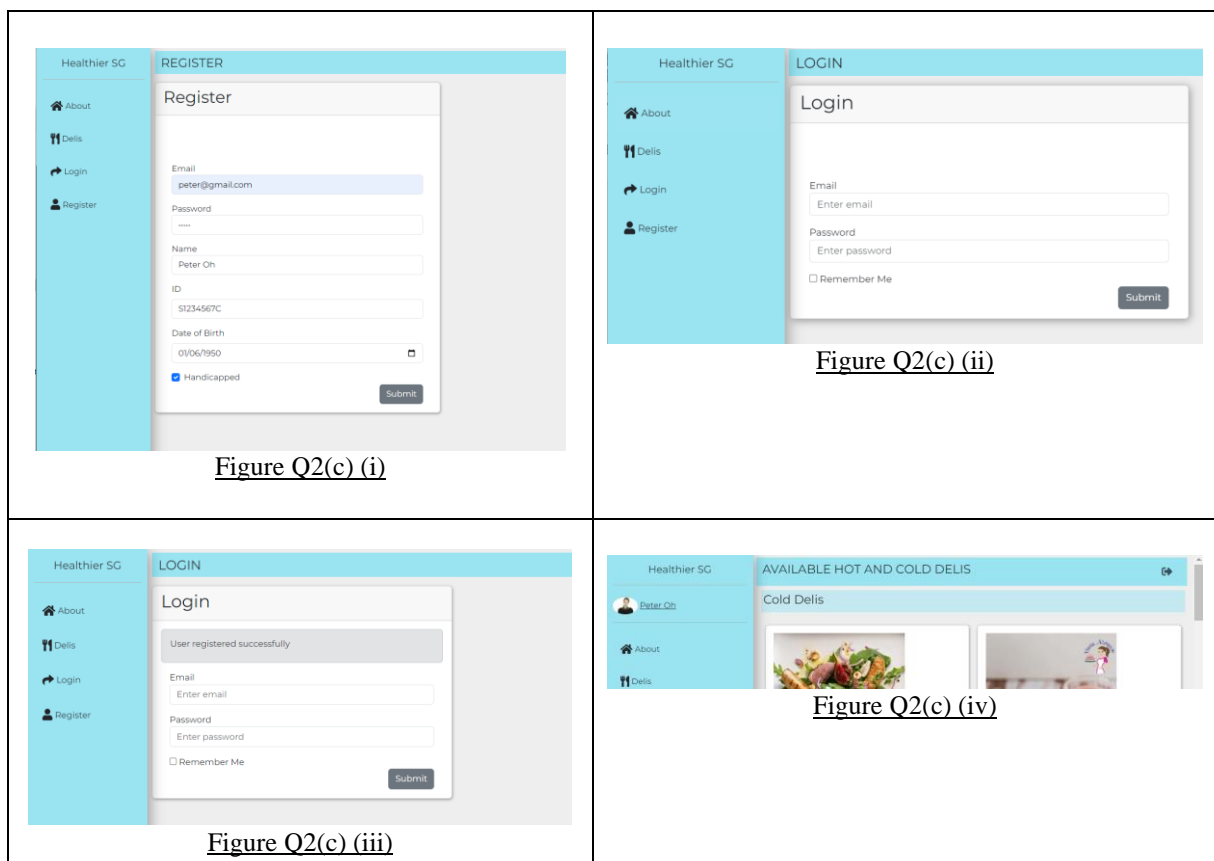 Healthier SG
REGISTER
About
Delis
Login
Register
Register
Email
peter@gmail.com
Password
·····
Name
Peter Oh
ID
S1234567C
Date of Birth
01/06/1950
Handicapped
Submit
Figure Q2(c) (i)
Healthier SG
LOGIN
About
Delis
Login
Register
Login
Email
Enter email
Password
Enter password
Remember Me
Submit
Figure Q2(c) (ii)
Healthier SG
LOGIN
About
Delis
Login
Register
Login
User registered successfully
Email
Enter email
Password
Enter password
Remember Me
Submit
Figure Q2(c) (iii)
Healthier SG
AVAILABLE HOT AND COLD DELIS
Peter Oh
Cold Delis
About
Delis
Figure Q2(c) (iv)